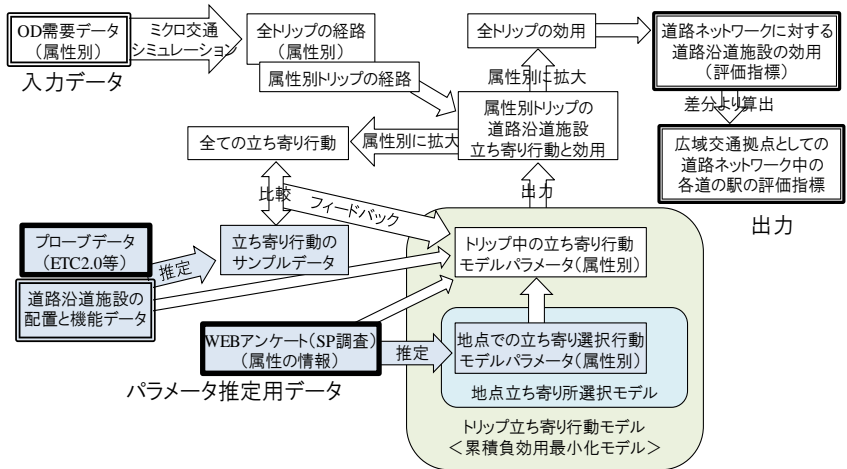 OD需要データ
(属性別)
入力データ
ミクロ交通
シミュレーション
全トリップの経路
(属性別)
属性別トリップの経路
全トリップの効用
属性別に拡大
属性別トリップの
道路沿道施設
立ち寄り行動と効用
道路ネットワークに対する
道路沿道施設の効用
(評価指標)
差分より算出
広域交通拠点としての
道路ネットワーク中の
各道の駅の評価指標
出力
全ての立ち寄り行動
属性別に拡大
比較
フィードバック
出力
プローブデータ
(ETC2.0等)
推定
立ち寄り行動の
サンプルデータ
道路沿道施設の
配置と機能データ
WEBアンケート(SP調査)
(属性の情報)
推定
パラメータ推定用データ
トリップ中の立ち寄り行動
モデルパラメータ(属性別)
地点での立ち寄り選択行動
モデルパラメータ(属性別)
地点立ち寄り所選択モデル
トリップ立ち寄り行動モデル
＜累積負効用最小化モデル＞